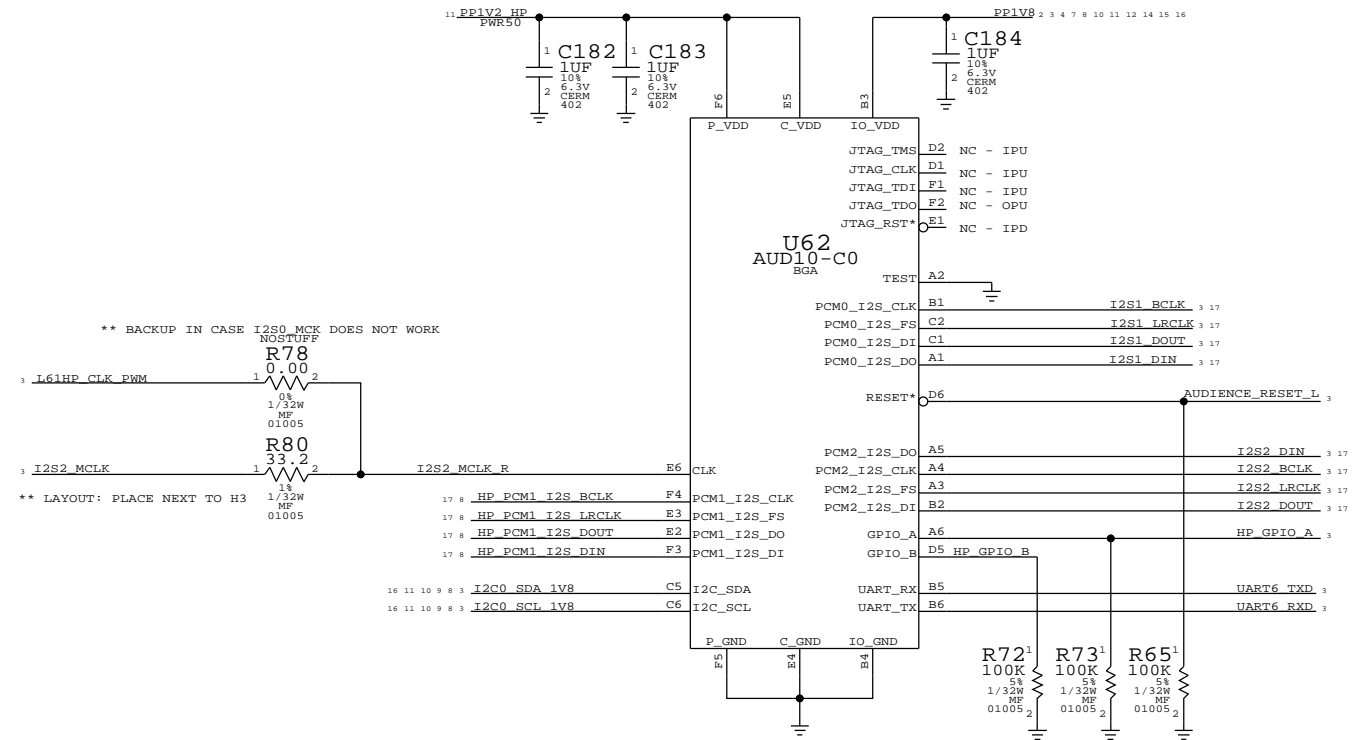 11 PP1V2_HP
PWR50
PP1V8 2 3 4 7 8 10 11 12 14 15 16
1 C182
1UF
10%
2 6.3V
CERM
402
1 C183
1UF
10%
2 6.3V
CERM
402
1 C184
1UF
10%
2 6.3V
CERM
402
F6 E5 B3
P_VDD C_VDD IO_VDD
JTAG_TMS D2 NC - IPU
JTAG_CLK D1 NC - IPU
JTAG_TDI F1 NC - IPU
JTAG_TDO F2 NC - OPU
JTAG_RST* E1 NC - IPD
U62
AUD10-C0
BGA
TEST A2
PCM0_I2S_CLK B1 I2S1_BCLK 3 17
PCM0_I2S_FS C2 I2S1_LRCLK 3 17
PCM0_I2S_DI C1 I2S1_DOUT 3 17
PCM0_I2S_DO A1 I2S1_DIN 3 17
** BACKUP IN CASE I2S0_MCK DOES NOT WORK
NOSTUFF
R78
0.00
3 L61HP_CLK_PWM 1 2
0%
1/32W
MF
01005
RESET* D6 AUDIENCE_RESET_L 3
R80
33.2
3 I2S2_MCLK 1 2 I2S2_MCLK_R E6 CLK
1%
1/32W
MF
01005
** LAYOUT: PLACE NEXT TO H3
PCM2_I2S_DO A5 I2S2_DIN 3 17
PCM2_I2S_CLK A4 I2S2_BCLK 3 17
PCM2_I2S_FS A3 I2S2_LRCLK 3 17
PCM2_I2S_DI B2 I2S2_DOUT 3 17
17 8 HP_PCM1_I2S_BCLK F4 PCM1_I2S_CLK
17 8 HP_PCM1_I2S_LRCLK E3 PCM1_I2S_FS
17 8 HP_PCM1_I2S_DOUT E2 PCM1_I2S_DO
17 8 HP_PCM1_I2S_DIN F3 PCM1_I2S_DI
GPIO_A A6 HP_GPIO_A 3
GPIO_B D5 HP_GPIO_B
16 11 10 9 8 3 I2C0_SDA_1V8 C5 I2C_SDA
16 11 10 9 8 3 I2C0_SCL_1V8 C6 I2C_SCL
UART_RX B5 UART6_TXD 3
UART_TX B6 UART6_RXD 3
P_GND C_GND IO_GND
F5 E4 B4
R72 1
100K
5%
1/32W
MF
01005 2
R73 1
100K
5%
1/32W
MF
01005 2
R65 1
100K
5%
1/32W
MF
01005 2